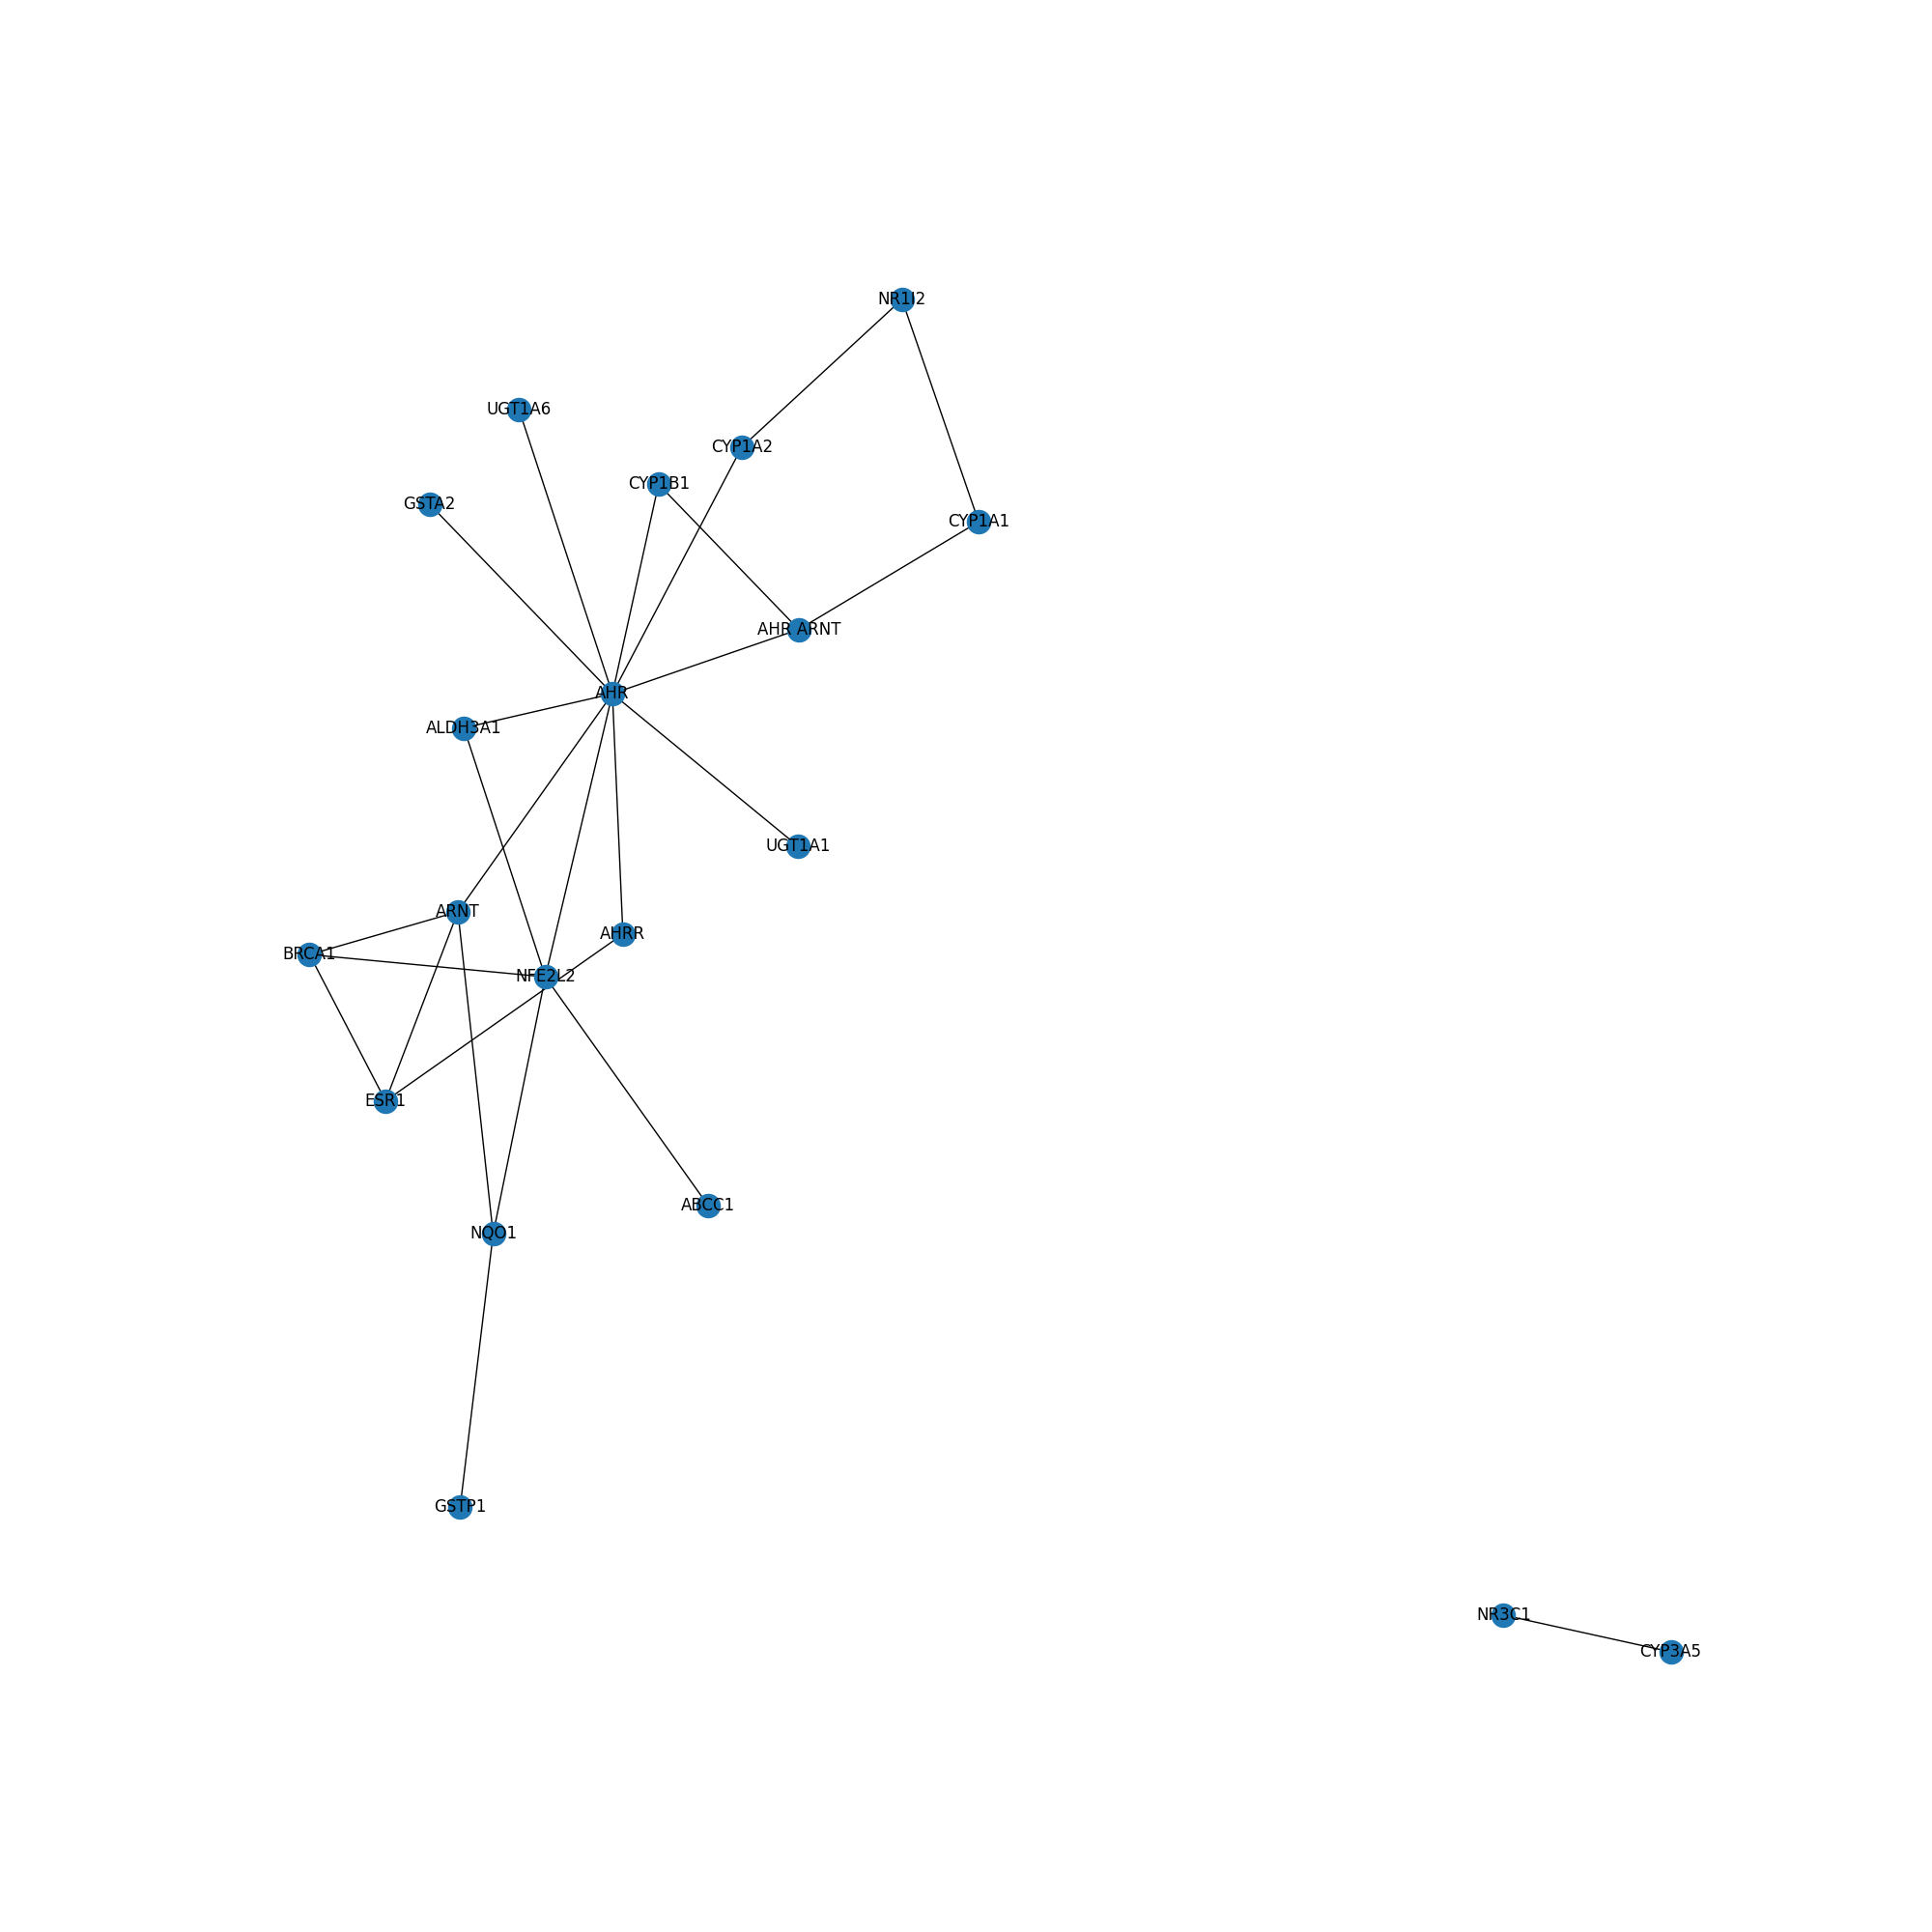 NR1I2
UGT1A6
CYP1A2
CYP1B1
GSTA2
CYP1A1
AHR ARNT
AHR
ALDH3A1
UGT1A1
ARNT
AHRR
BRCA1
NFE2L2
ESR1
ABCC1
NQO1
GSTP1
NR3C1
CYP3A5